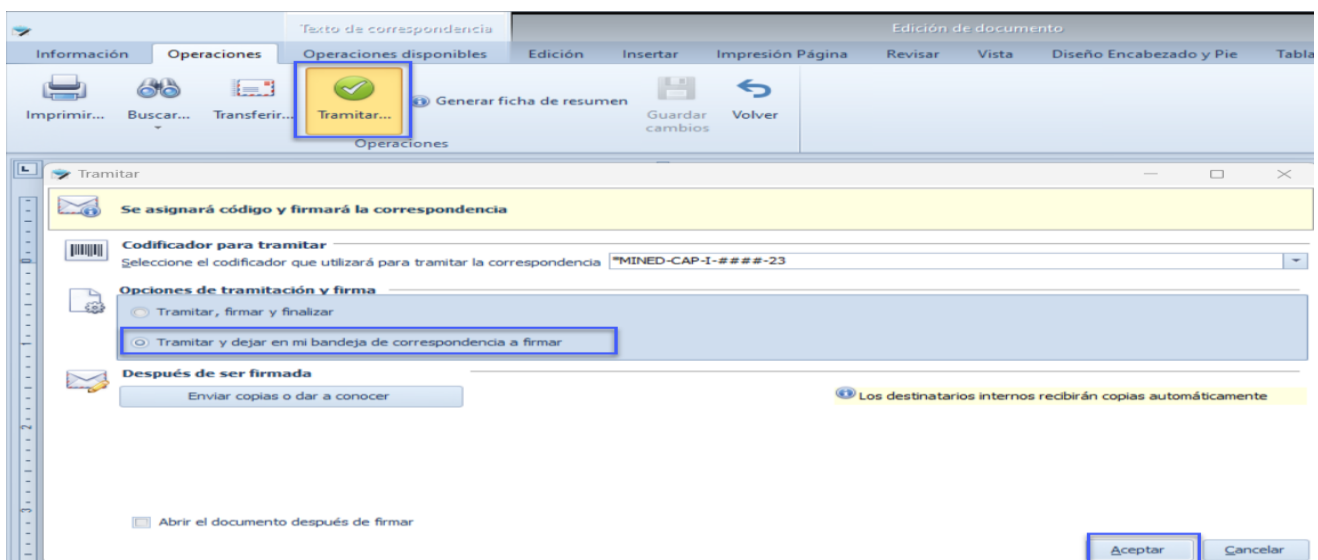 Texto de correspondencia
Edición de documento
Información Operaciones Operaciones disponibles Edición Insertar Impresión Página Revisar Vista Diseño Encabezado y Pie Tabla
Imprimir... Buscar... Transferir... Tramitar... Generar ficha de resumen Guardar cambios Volver
Operaciones
Tramitar
Se asignará código y firmará la correspondencia
Codificador para tramitar
Seleccione el codificador que utilizará para tramitar la correspondencia *MINED-CAP-I-####-23
Opciones de tramitación y firma
Tramitar, firmar y finalizar
Tramitar y dejar en mi bandeja de correspondencia a firmar
Después de ser firmada
Enviar copias o dar a conocer
Los destinatarios internos recibirán copias automáticamente
Abrir el documento después de firmar
Aceptar Cancelar